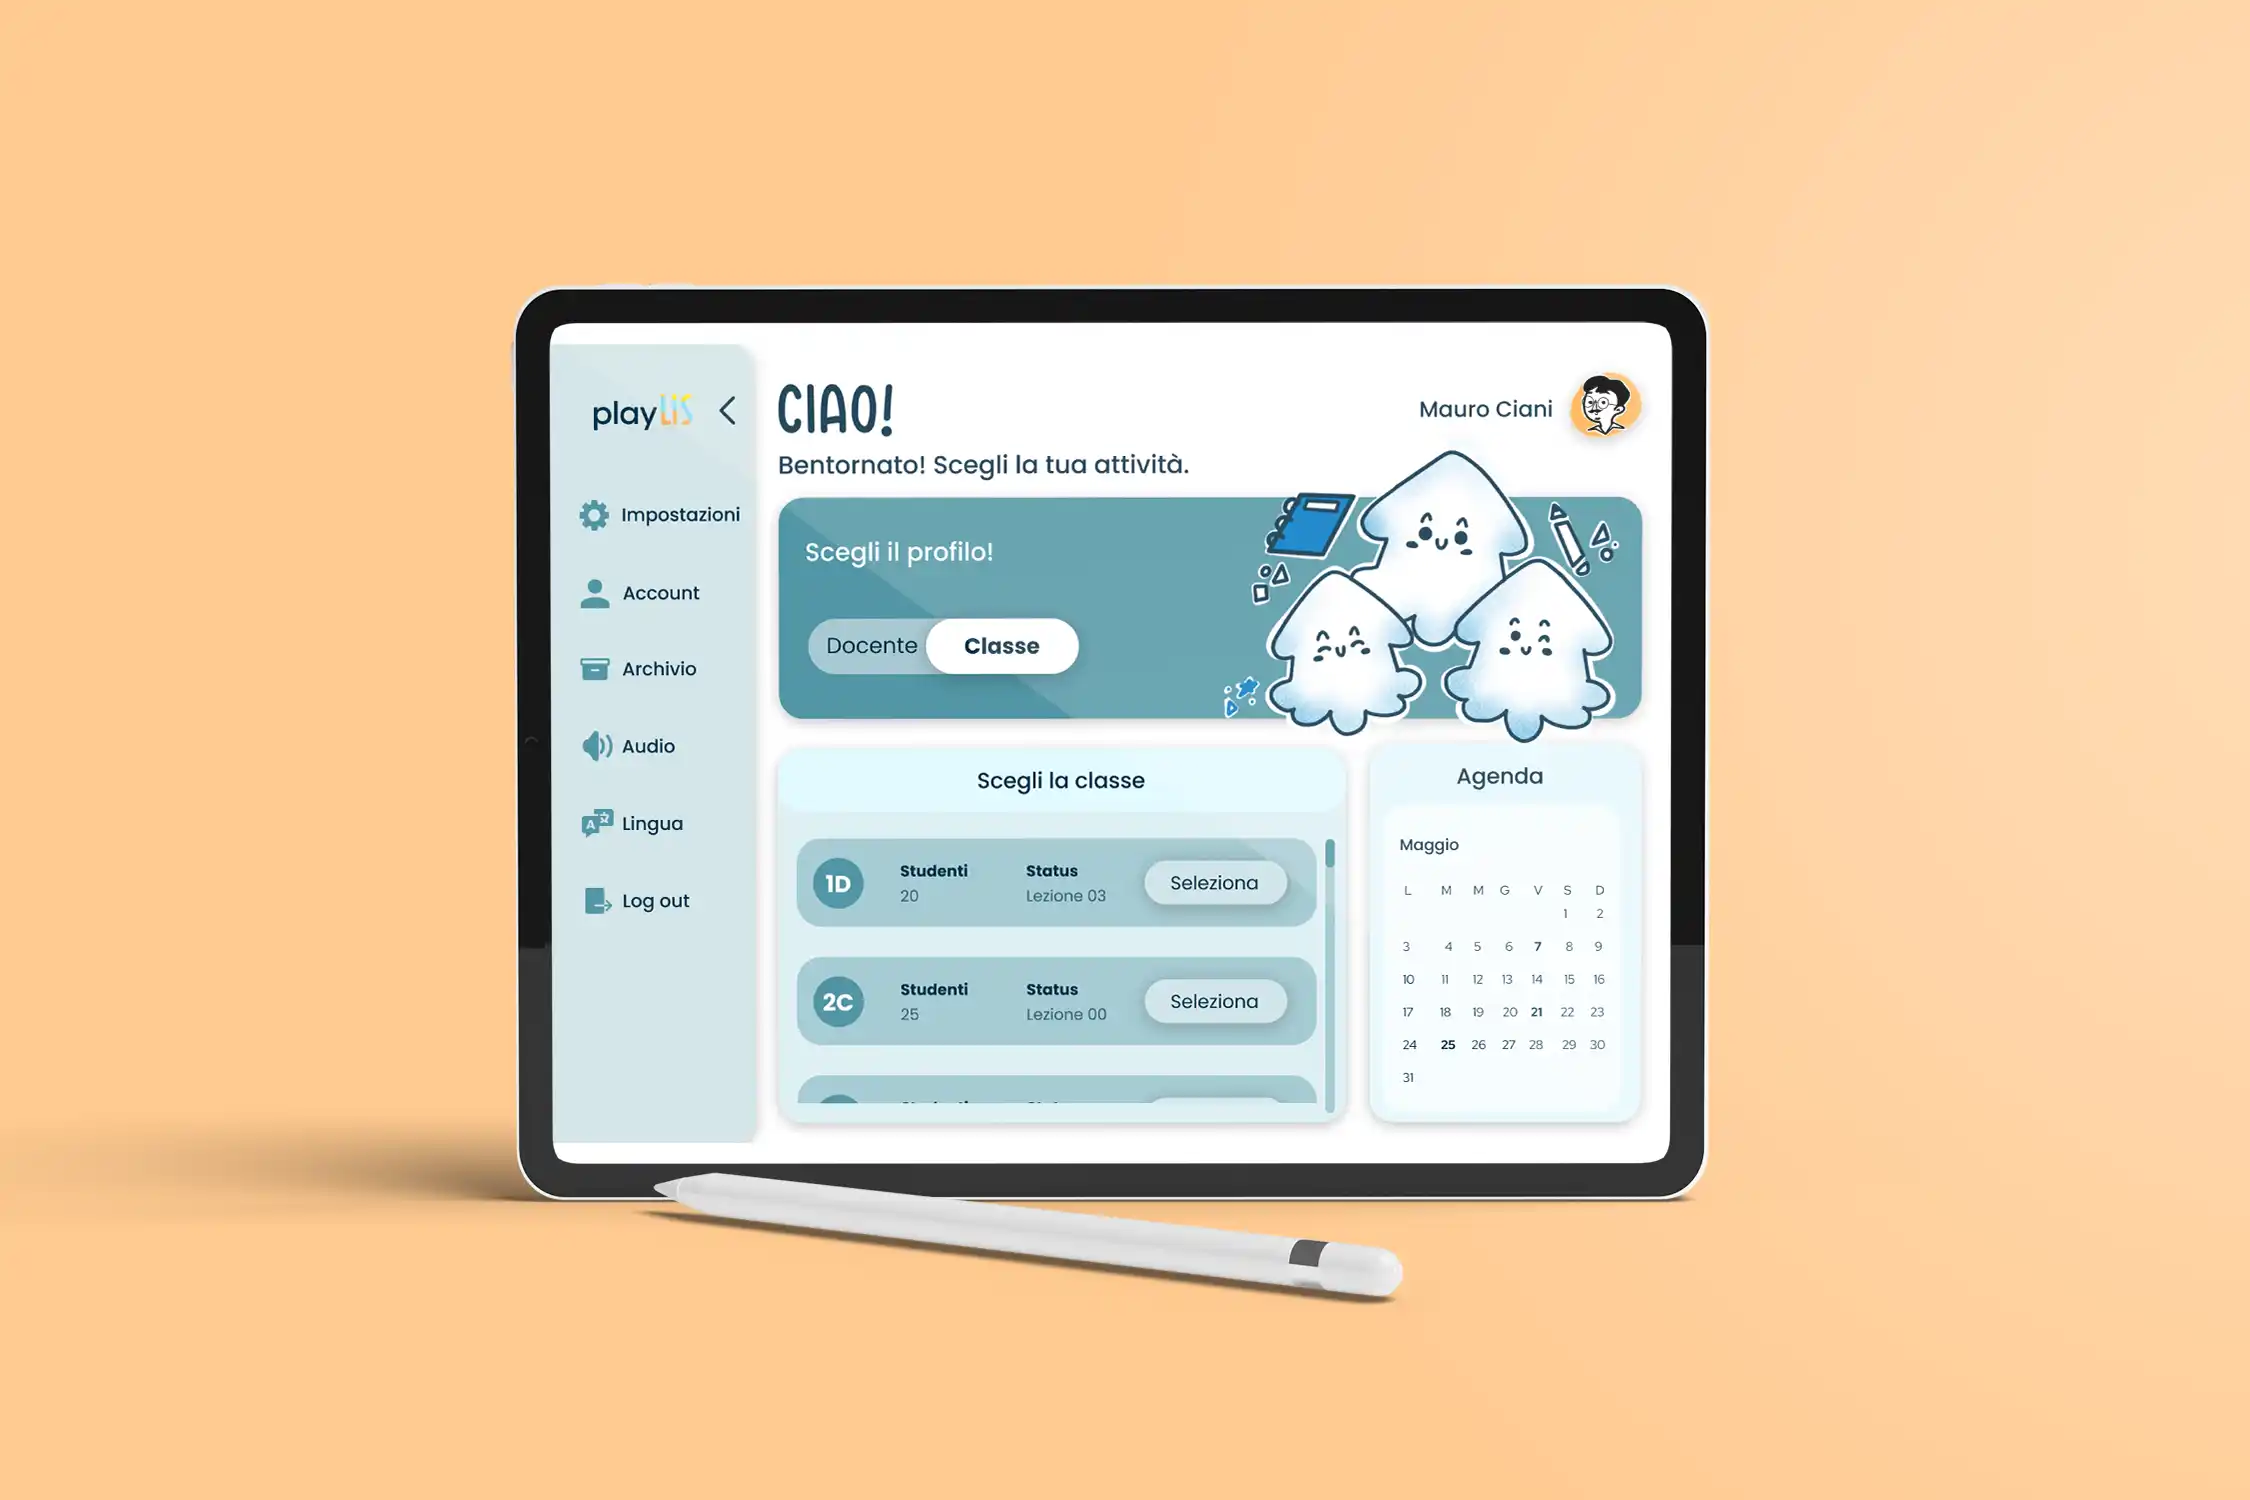 playLIS
Impostazioni
Account
Archivio
Audio
Lingua
Log out
CIAO!
Bentornato! Scegli la tua attività.
Mauro Ciani
Scegli il profilo!
Docente Classe
Scegli la classe
1D
Studenti
20
Status
Lezione 03
Seleziona
2C
Studenti
25
Status
Lezione 00
Seleziona
Agenda
Maggio
L M M G V S D
1 2
3 4 5 6 7 8 9
10 11 12 13 14 15 16
17 18 19 20 21 22 23
24 25 26 27 28 29 30
31